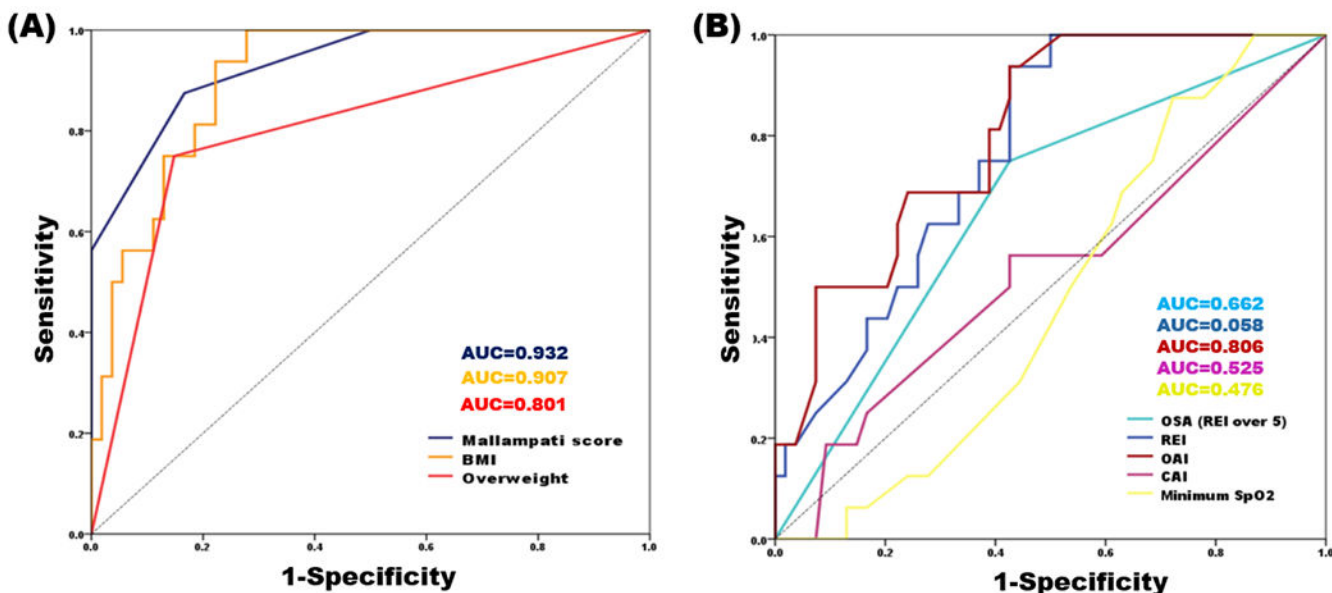 (A)
1.0
0.8
0.6
0.4
0.2
0.0
Sensitivity
AUC=0.932
AUC=0.907
AUC=0.801
Mallampati score
BMI
Overweight
0.0 0.2 0.4 0.6 0.8 1.0
1-Specificity
(B)
1.0
0.8
0.6
0.4
0.2
0.0
Sensitivity
AUC=0.662
AUC=0.058
AUC=0.806
AUC=0.525
AUC=0.476
OSA (REI over 5)
REI
OAI
CAI
Minimum SpO2
0.0 0.2 0.4 0.6 0.8 1.0
1-Specificity